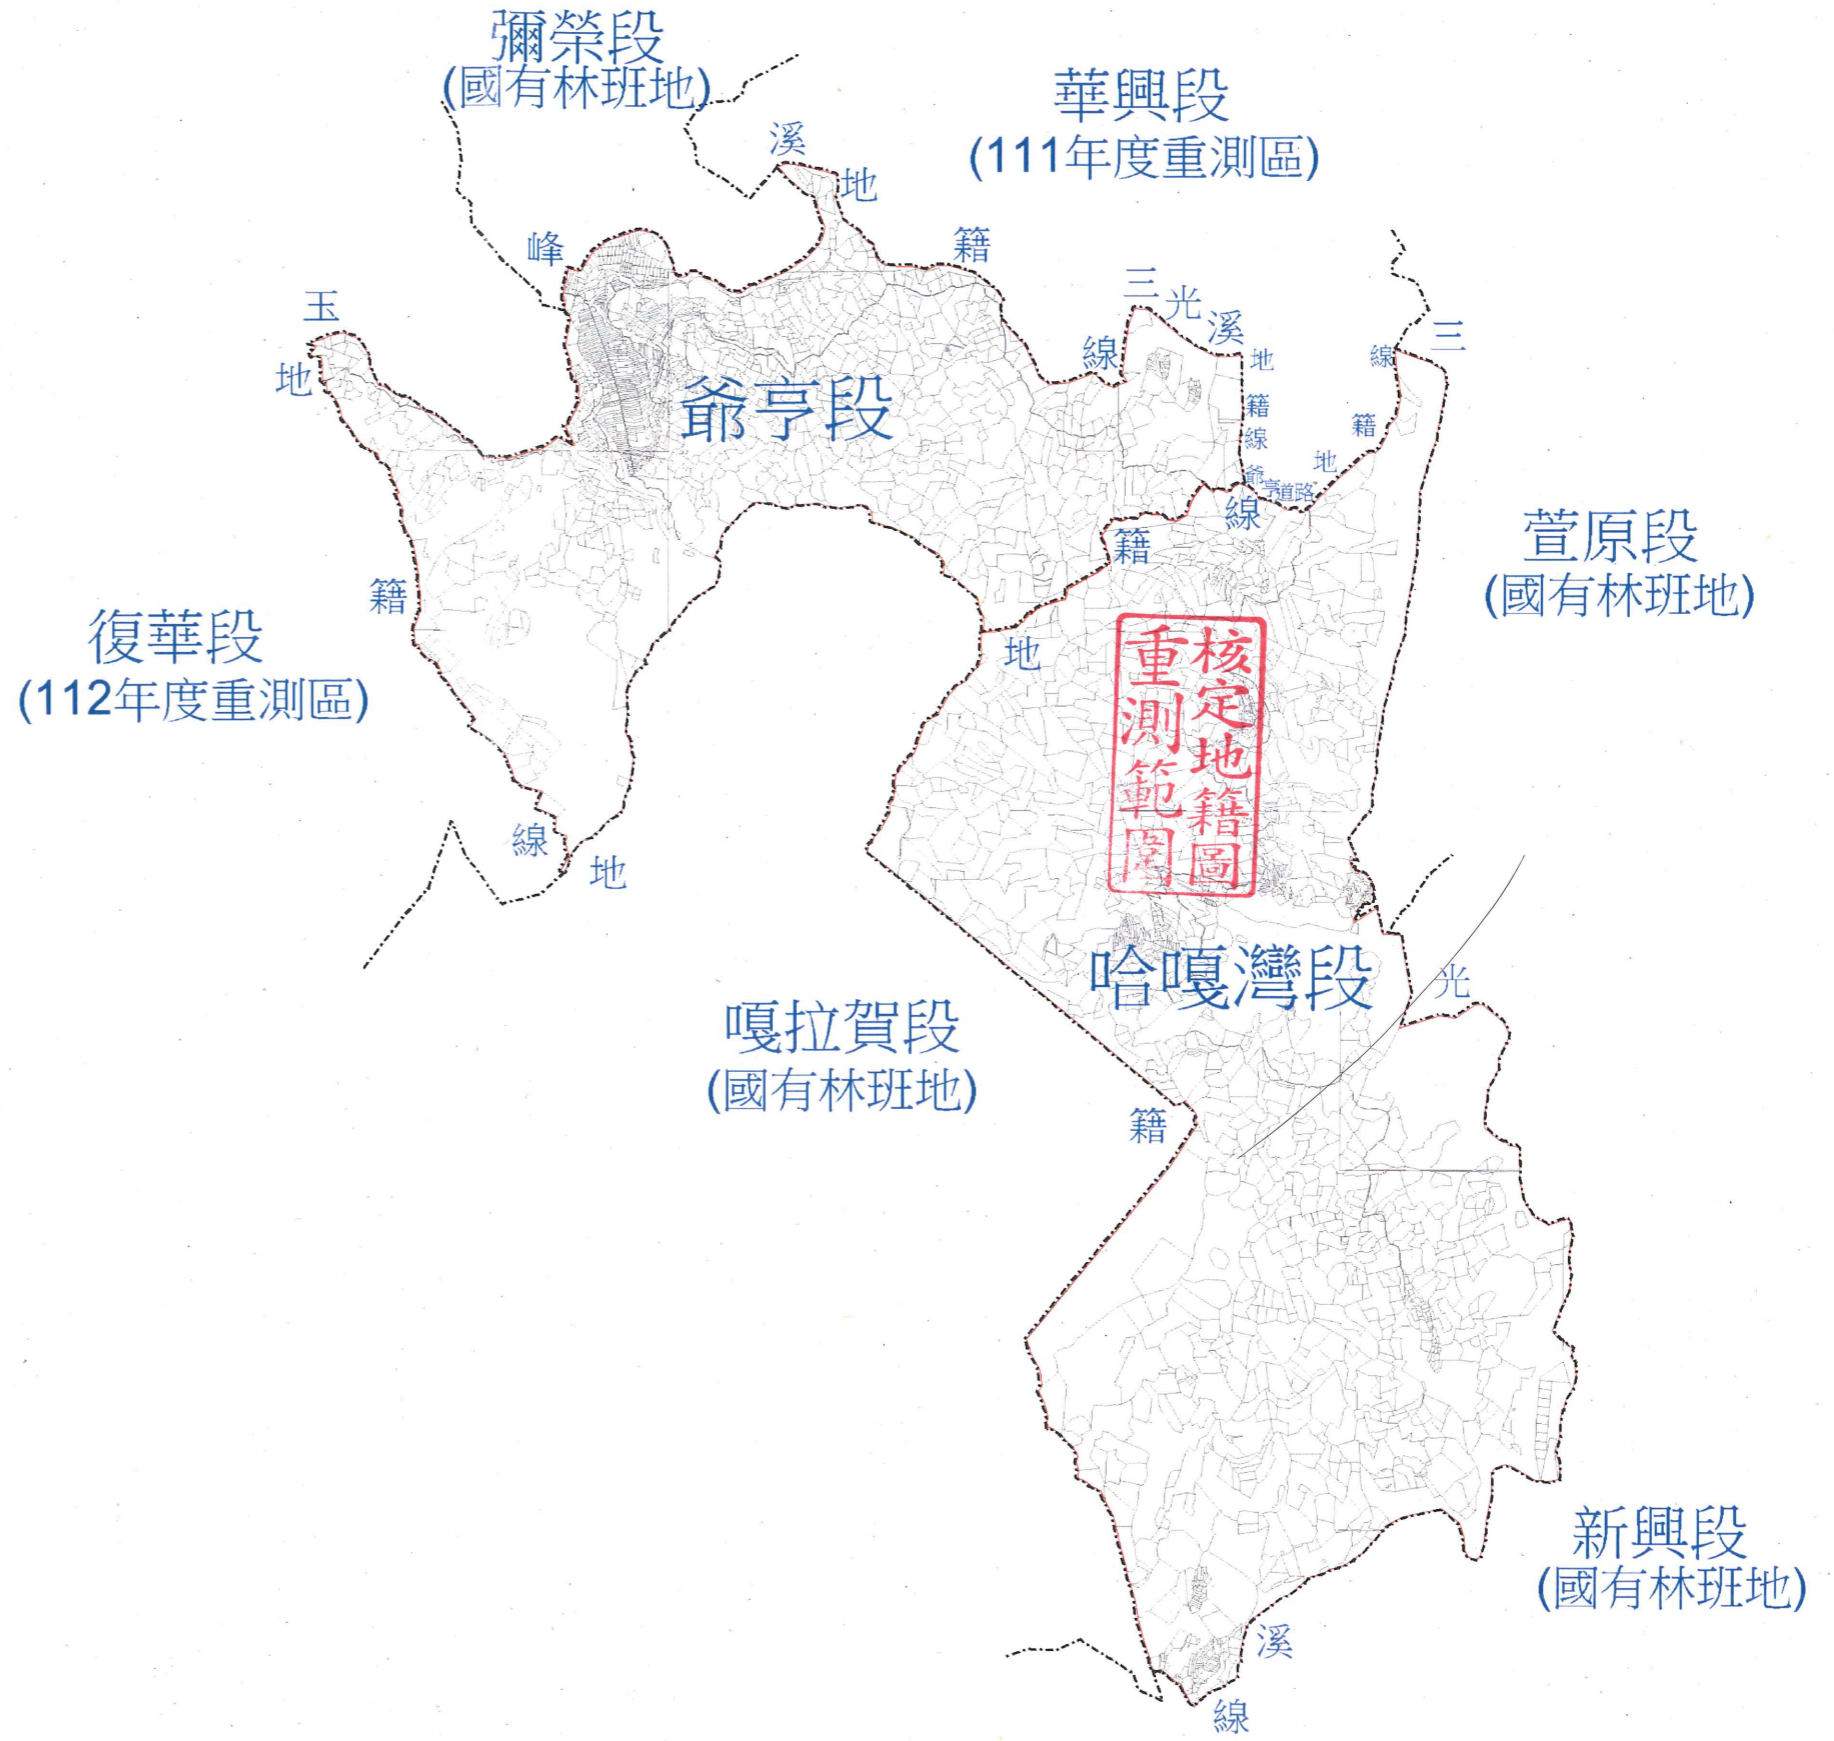 彌榮段
(國有林班地)
華興段
(111年度重測區)
玉峰溪
地籍線
三光溪
地籍線
爺亨道路
地籍線
三光溪
爺亨段
萱原段
(國有林班地)
地籍線
復華段
(112年度重測區)
地籍線
核定地籍圖
重測範圍
哈嘎灣段
嘎拉賀段
(國有林班地)
地籍線
新興段
(國有林班地)